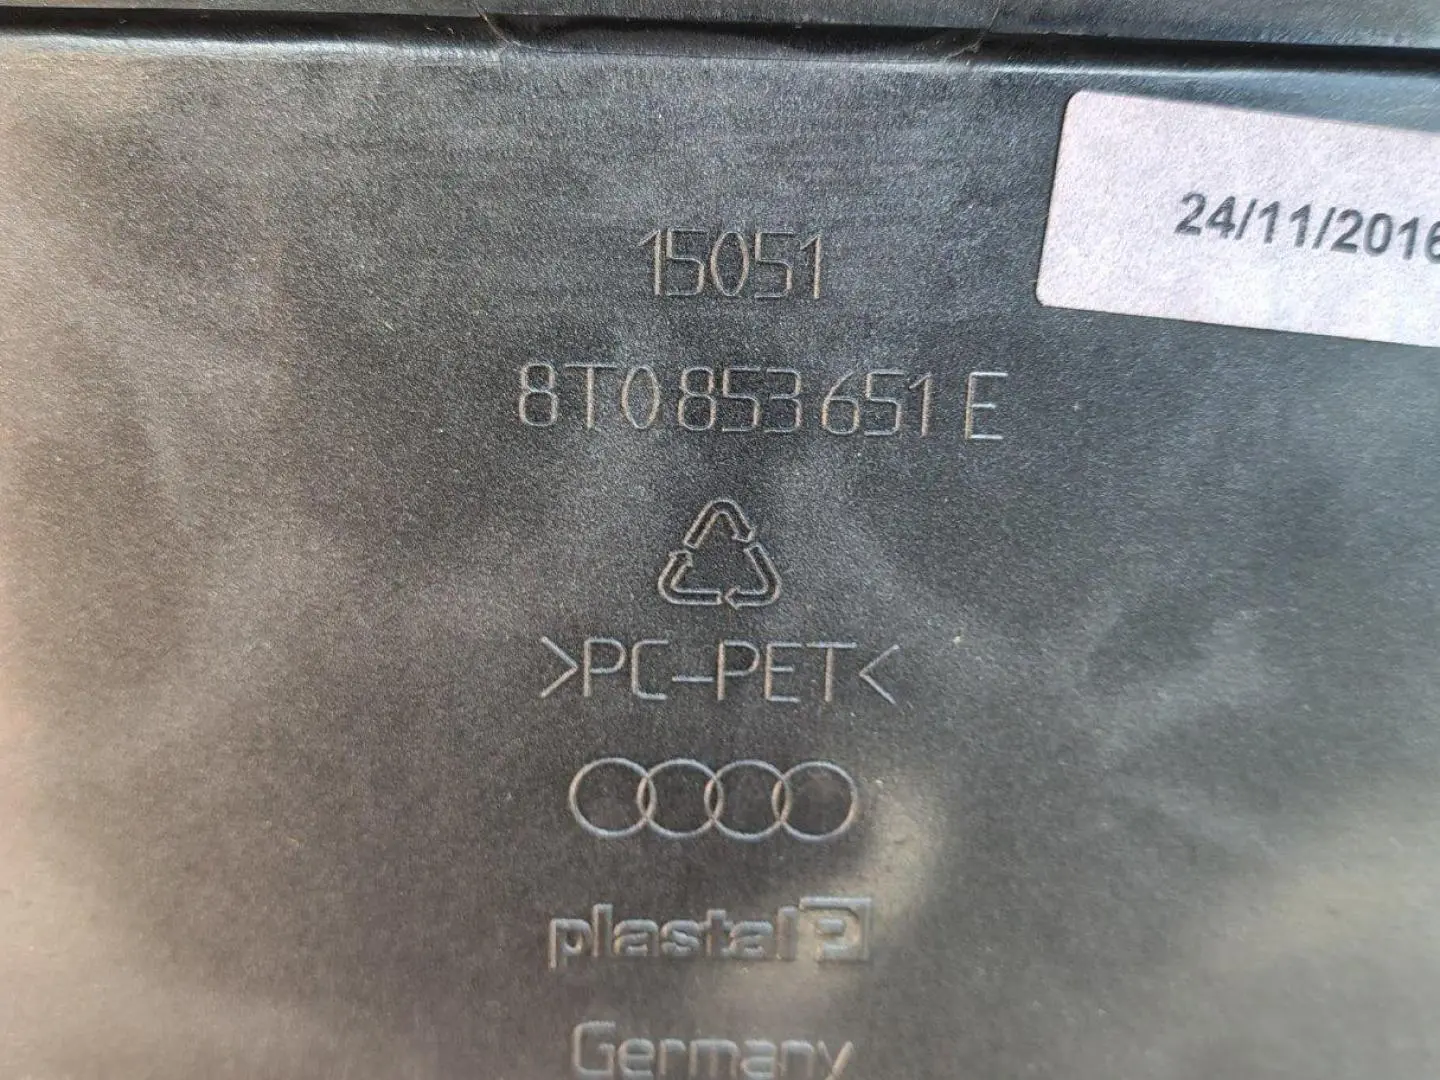 24/11/2016
15051
8T0 853 651 E
>PC-PET<
plastal P
Germany